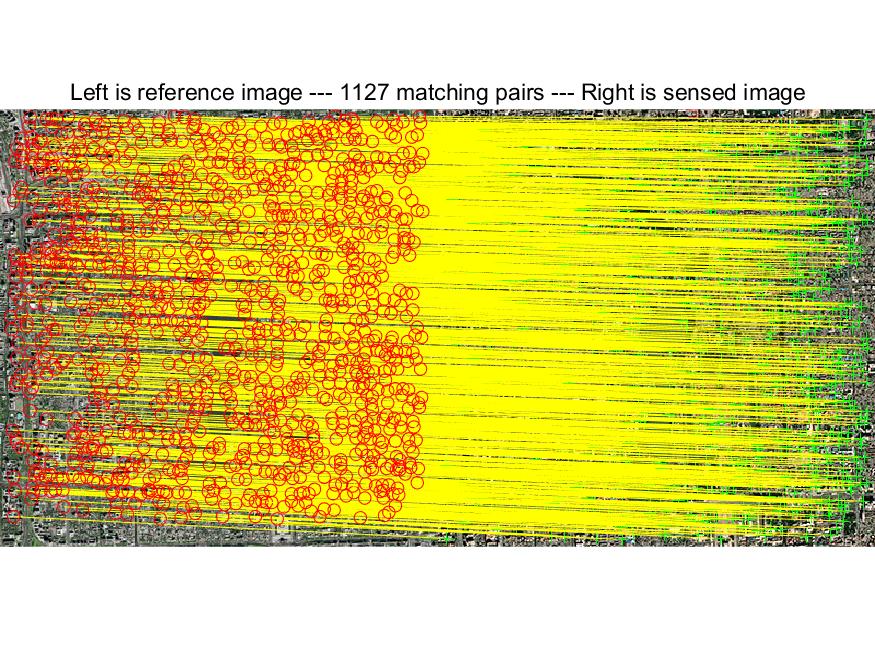 Left is reference image --- 1127 matching pairs --- Right is sensed image